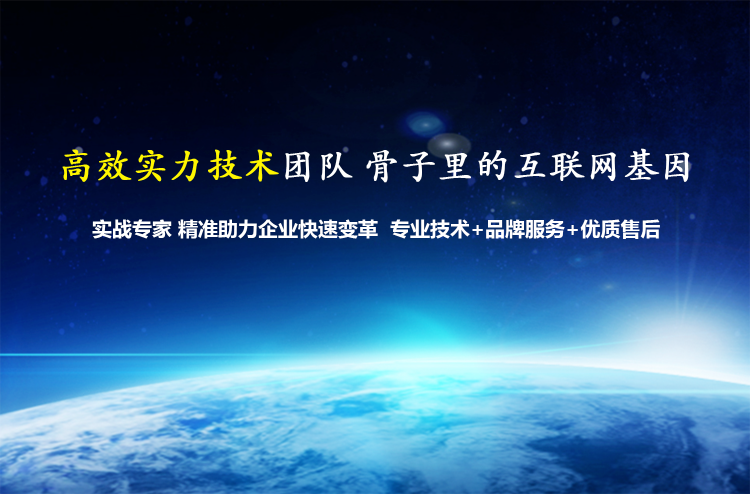 高效实力技术团队 骨子里的互联网基因
实战专家 精准助力企业快速变革 专业技术+品牌服务+优质售后